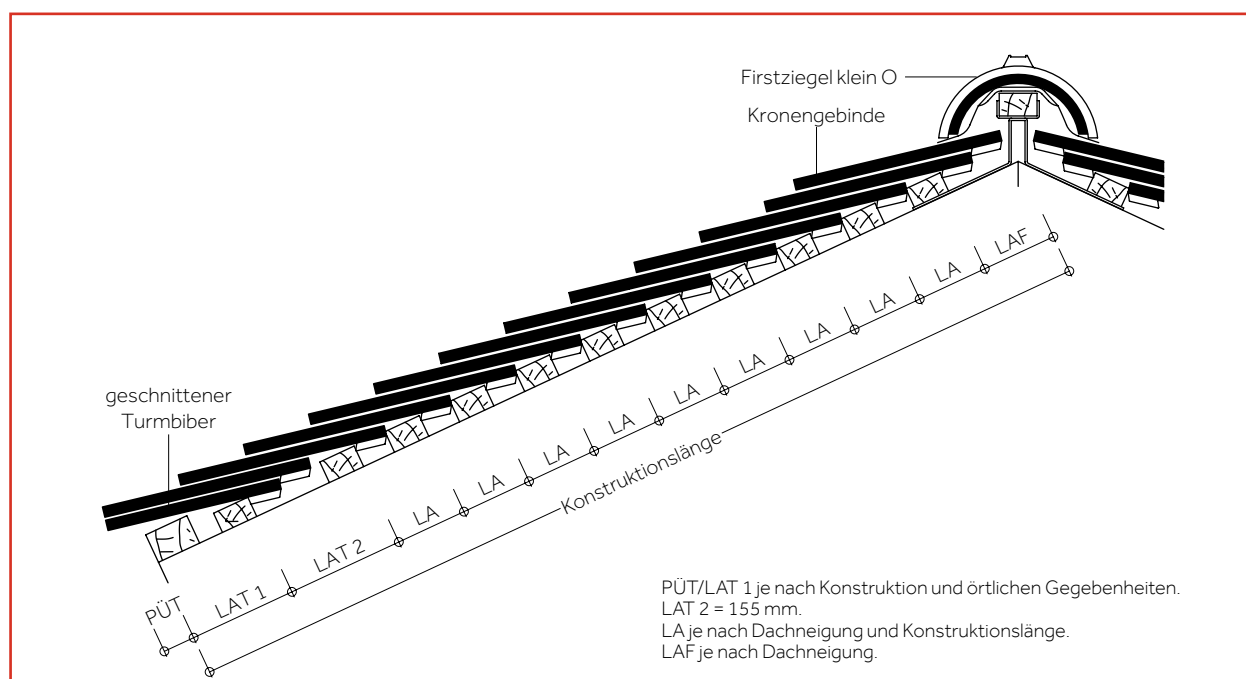 Firstziegel klein O
Kronengebinde
geschnittener
Turmbiber
PÜT
LAT 1
LAT 2
LA
LA
LA
LA
LA
LA
LA
LA
LA
LAF
Konstruktionslänge
PÜT/LAT 1 je nach Konstruktion und örtlichen Gegebenheiten.
LAT 2 = 155 mm.
LA je nach Dachneigung und Konstruktionslänge.
LAF je nach Dachneigung.